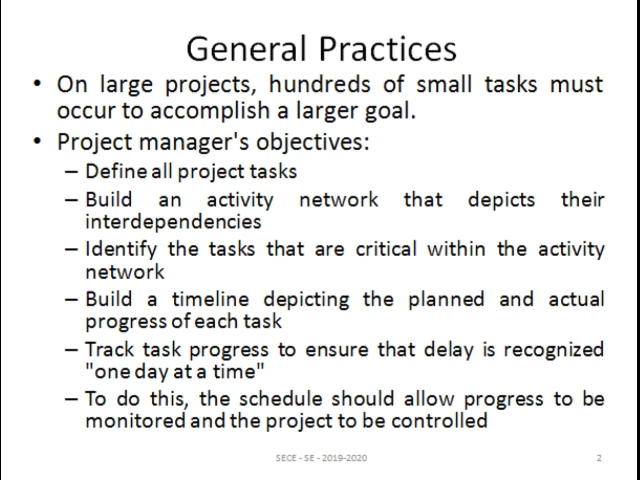 General Practices
• On large projects, hundreds of small tasks must
occur to accomplish a larger goal.
• Project manager's objectives:
– Define all project tasks
– Build an activity network that depicts their
interdependencies
– Identify the tasks that are critical within the activity
network
– Build a timeline depicting the planned and actual
progress of each task
– Track task progress to ensure that delay is recognized
"one day at a time"
– To do this, the schedule should allow progress to be
monitored and the project to be controlled
SECE - SE - 2019-2020
2